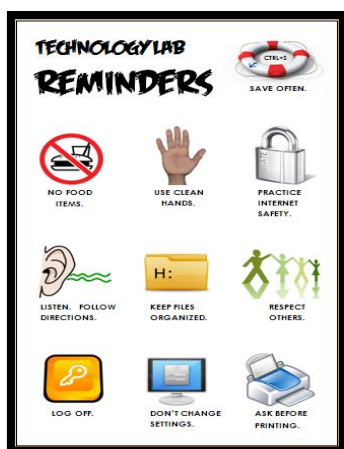 TECHNOLOGY LAB
REMINDERS
CTRL+S
SAVE OFTEN.
NO FOOD
ITEMS.
USE CLEAN
HANDS.
PRACTICE
INTERNET
SAFETY.
LISTEN. FOLLOW
DIRECTIONS.
H:
KEEP FILES
ORGANIZED.
RESPECT
OTHERS.
LOG OFF.
DON'T CHANGE
SETTINGS.
ASK BEFORE
PRINTING.